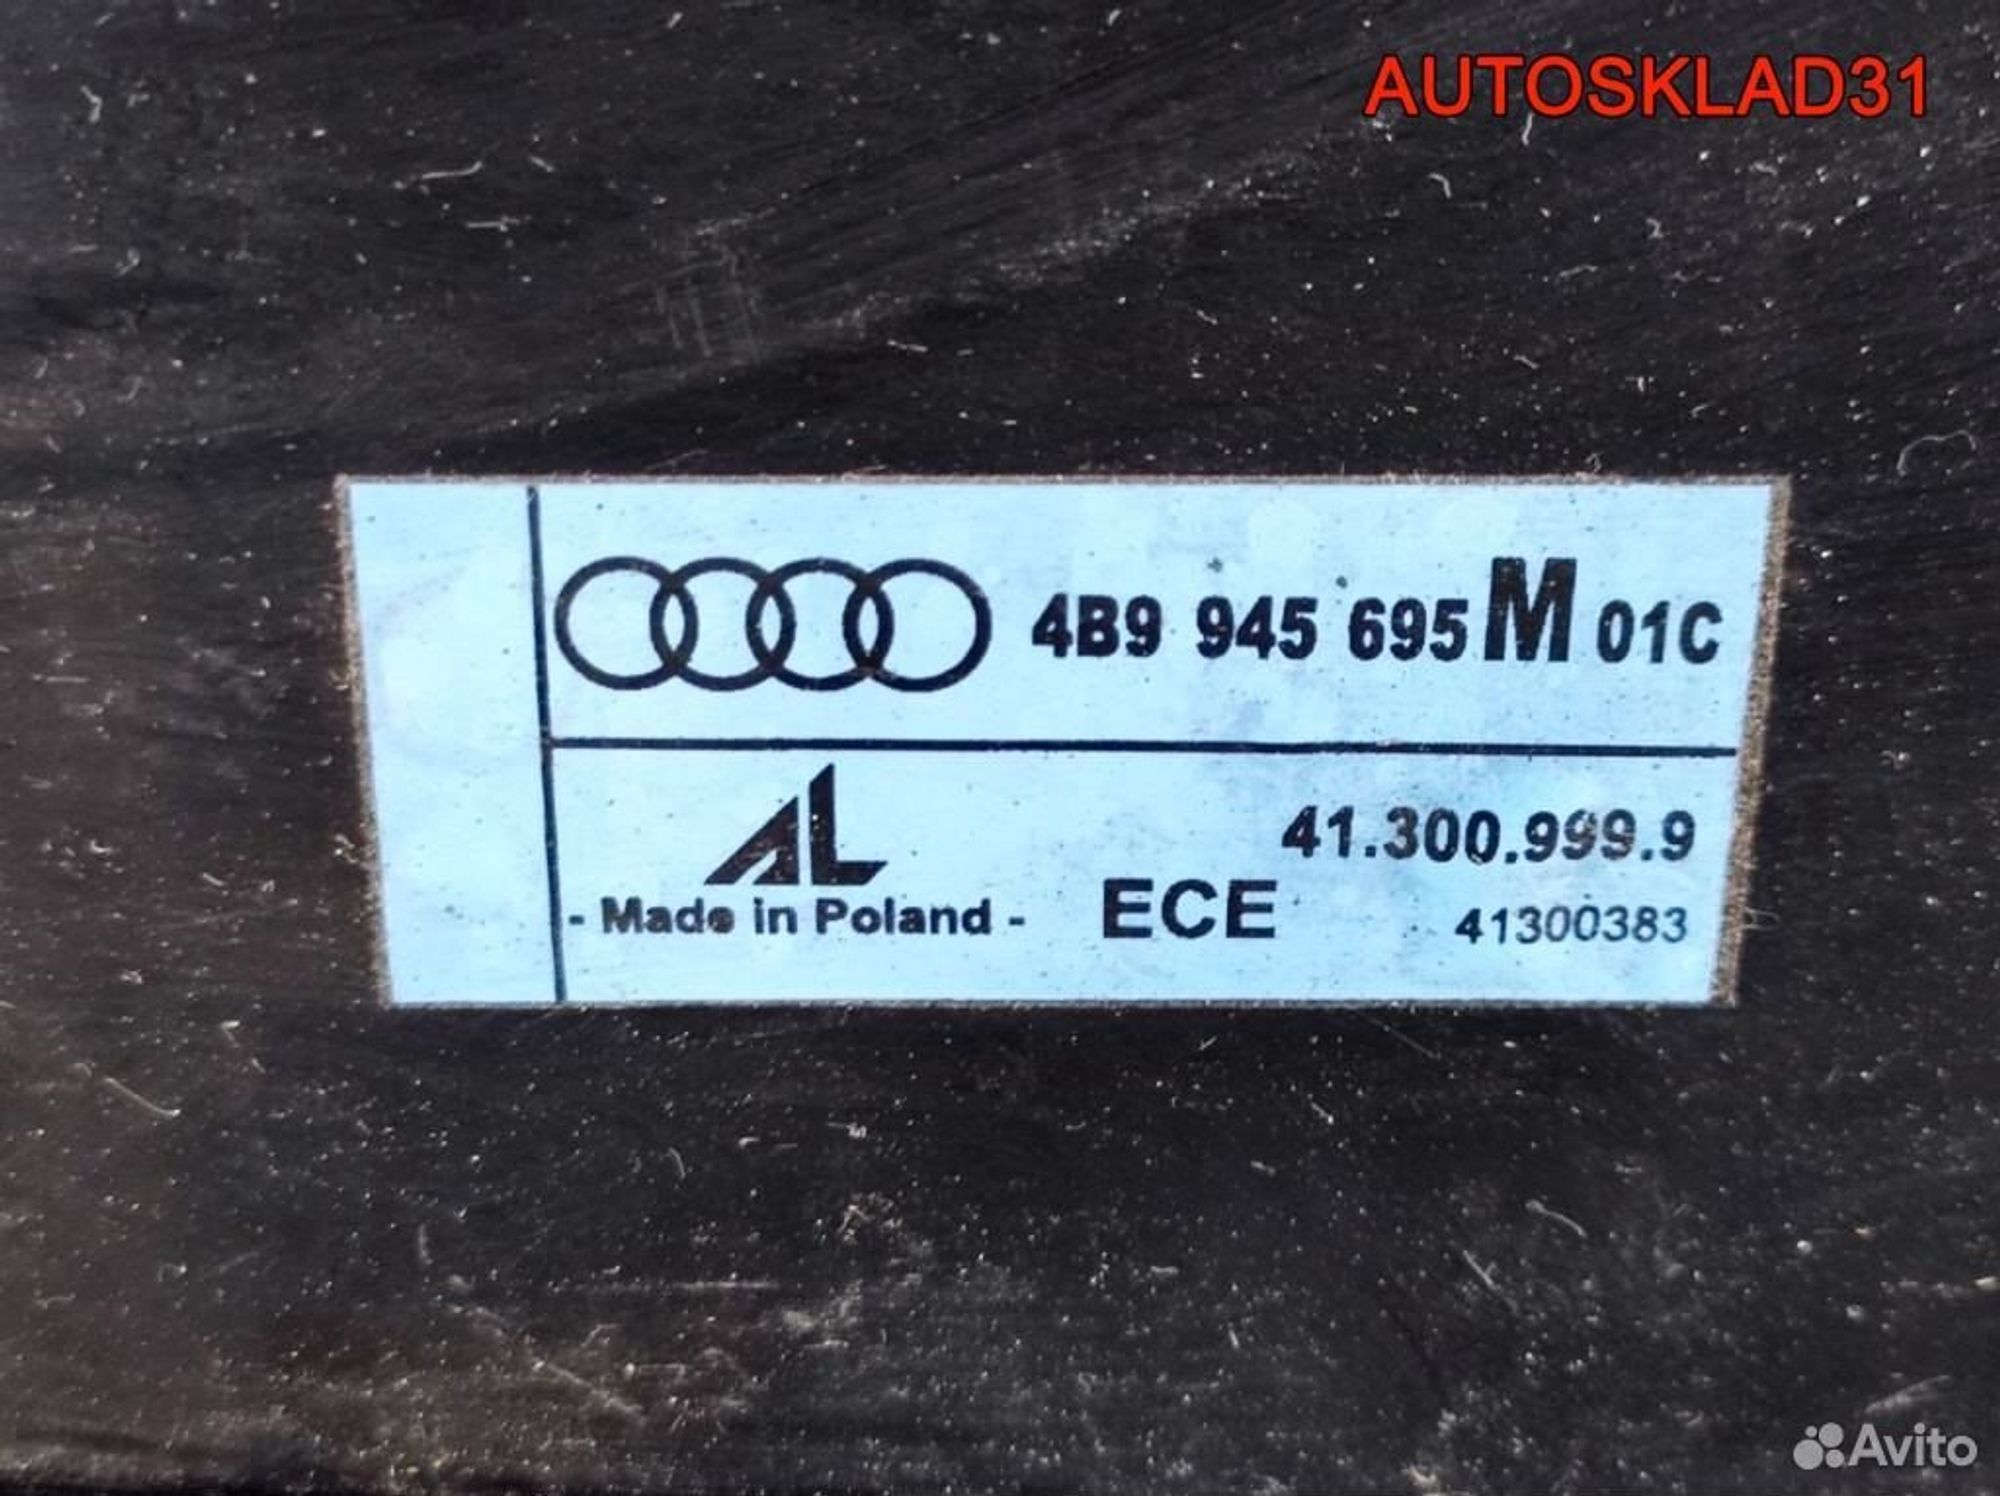 AUTOSKLAD31
4B9 945 695 M 01C
AL
41.300.999.9
- Made in Poland - ECE 41300383
Avito